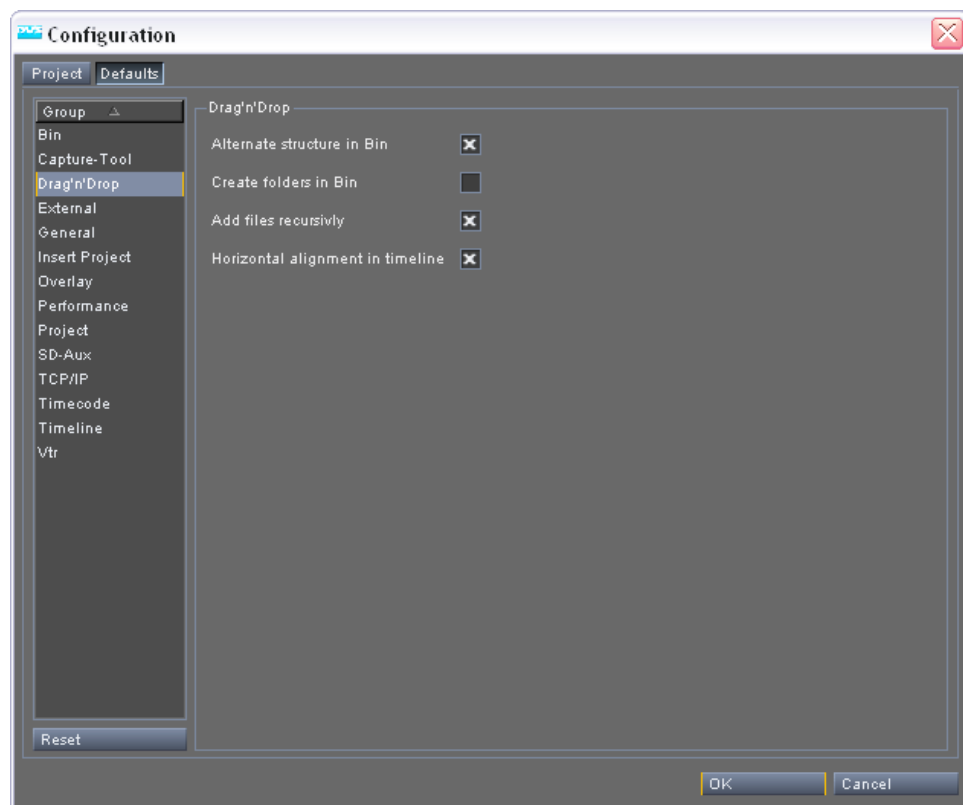 Configuration
Project Defaults
Group
Bin
Capture-Tool
Drag'n'Drop
External
General
Insert Project
Overlay
Performance
Project
SD-Aux
TCP/IP
Timecode
Timeline
Vtr
Reset
Drag'n'Drop
Alternate structure in Bin
Create folders in Bin
Add files recursivly
Horizontal alignment in timeline
OK Cancel